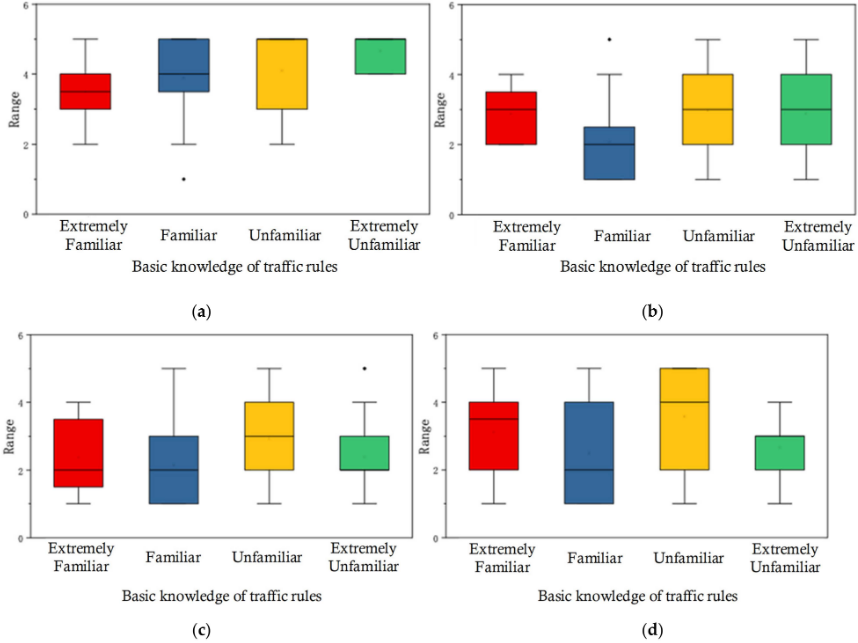 6
4
2
0
Range
Extremely
Familiar
Familiar
Unfamiliar
Extremely
Unfamiliar
Basic knowledge of traffic rules
(a)
6
4
2
0
Range
Extremely
Familiar
Familiar
Unfamiliar
Extremely
Unfamiliar
Basic knowledge of traffic rules
(b)
6
4
2
0
Range
Extremely
Familiar
Familiar
Unfamiliar
Extremely
Unfamiliar
Basic knowledge of traffic rules
(c)
6
4
2
0
Range
Extremely
Familiar
Familiar
Unfamiliar
Extremely
Unfamiliar
Basic knowledge of traffic rules
(d)